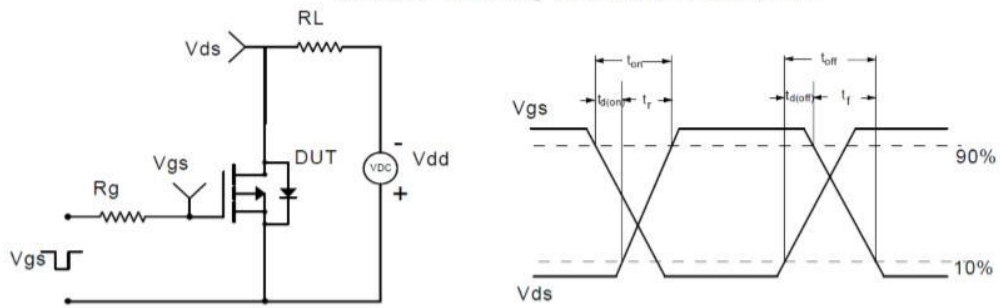 RL
Vds
Vgs
DUT
Rg
VDC
-
+
Vdd
Vgs
ton
toff
td(on)
tr
td(off)
tf
Vgs
90%
10%
Vds